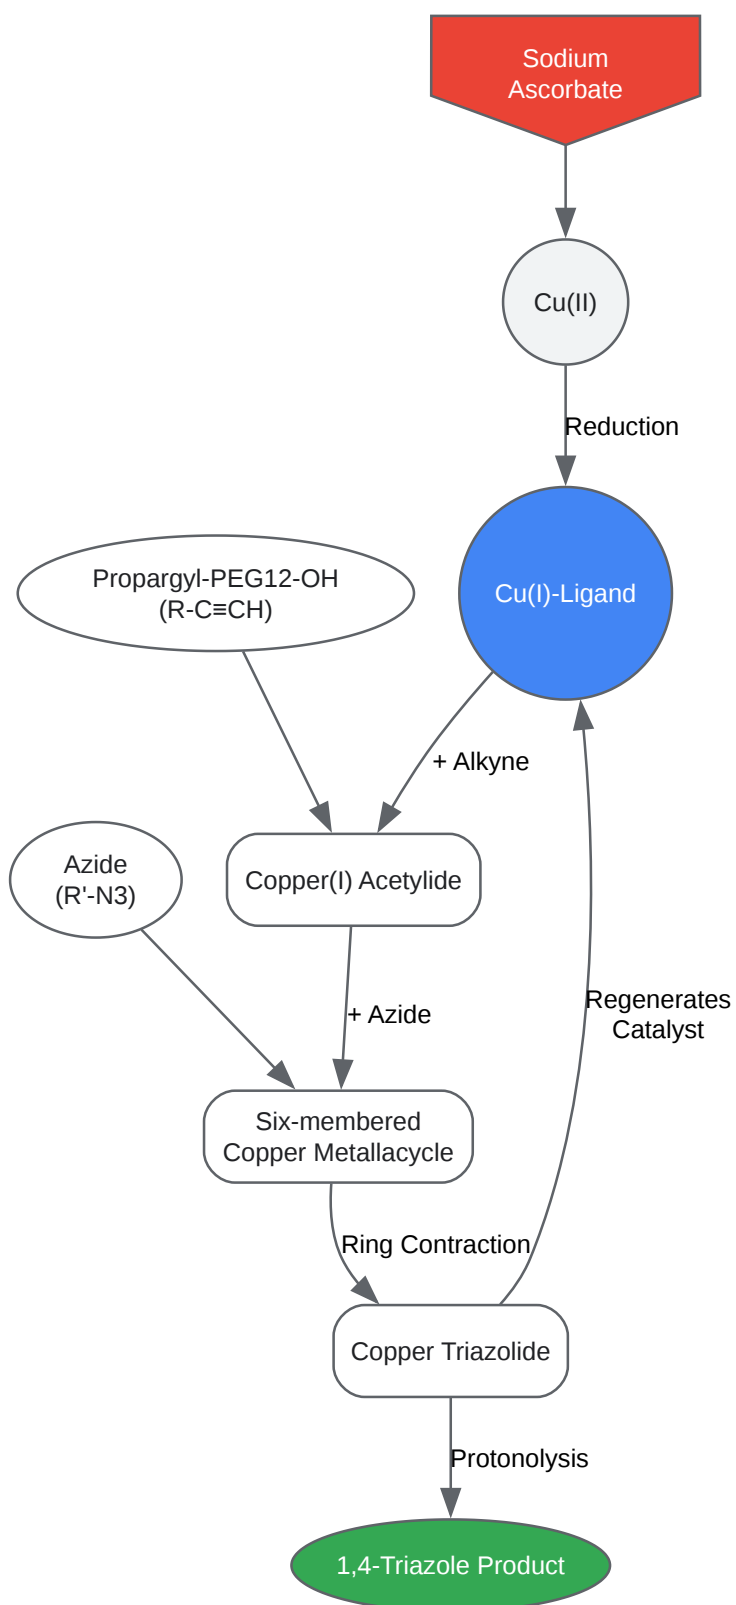 Sodium
Ascorbate
Cu(II)
Reduction
Propargyl-PEG12-OH
(R-C≡CH)
Cu(I)-Ligand
+ Alkyne
Azide
(R'-N3)
Copper(I) Acetylide
+ Azide
Regenerates
Catalyst
Six-membered
Copper Metallacycle
Ring Contraction
Copper Triazolide
Protonolysis
1,4-Triazole Product